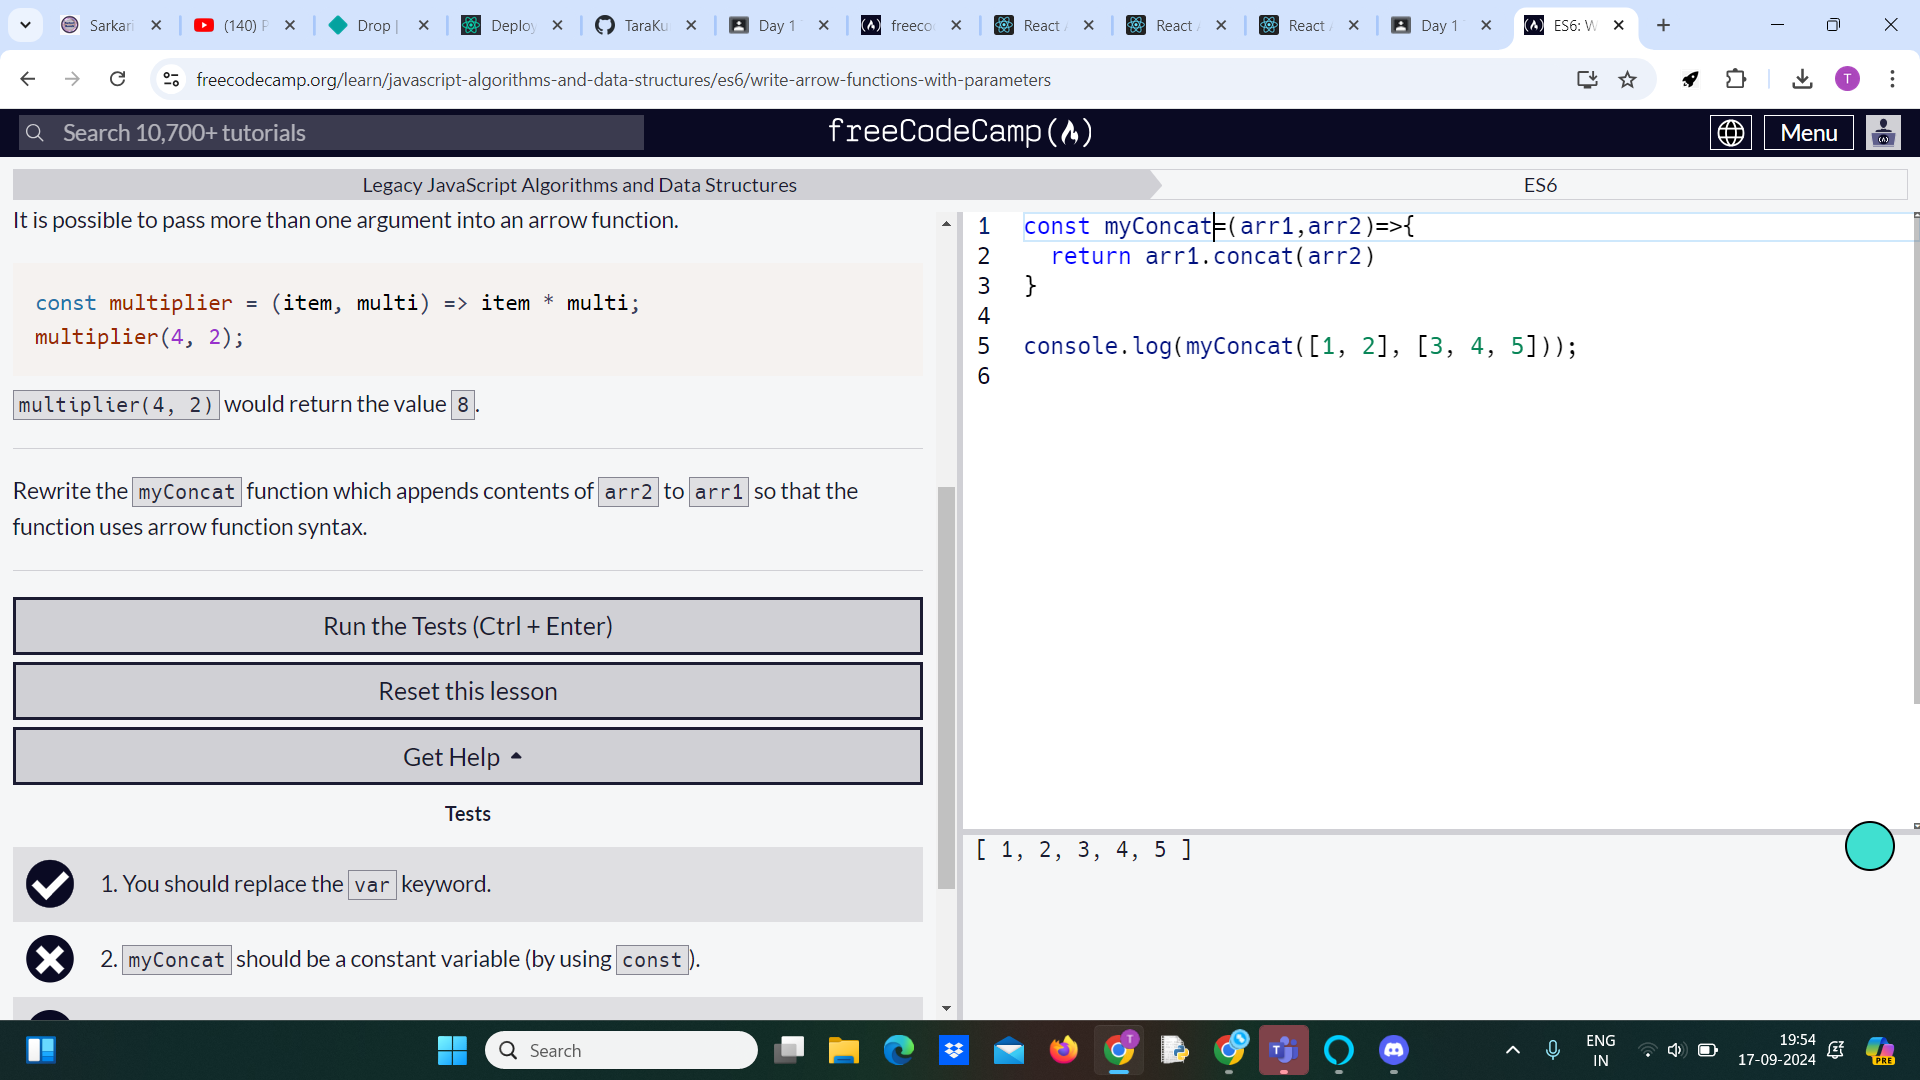 Sarkari
(140) P
Drop |
Deploy
TaraKu
Day 1
freeco
React A
React A
React A
Day 1
ES6: W
freecodecamp.org/learn/javascript-algorithms-and-data-structures/es6/write-arrow-functions-with-parameters
T
Search 10,700+ tutorials
freeCodeCamp(🔥)
Menu
Legacy JavaScript Algorithms and Data Structures
ES6
It is possible to pass more than one argument into an arrow function.
const multiplier = (item, multi) => item * multi;
multiplier(4, 2);
multiplier(4, 2) would return the value 8.
Rewrite the myConcat function which appends contents of arr2 to arr1 so that the
function uses arrow function syntax.
Run the Tests (Ctrl + Enter)
Reset this lesson
Get Help
Tests
1. You should replace the var keyword.
2. myConcat should be a constant variable (by using const).
1 const myConcat=(arr1,arr2)=>{
2 return arr1.concat(arr2)
3 }
4
5 console.log(myConcat([1, 2], [3, 4, 5]));
6
[ 1, 2, 3, 4, 5 ]
Search
T
ENG
IN
19:54
17-09-2024
PRE